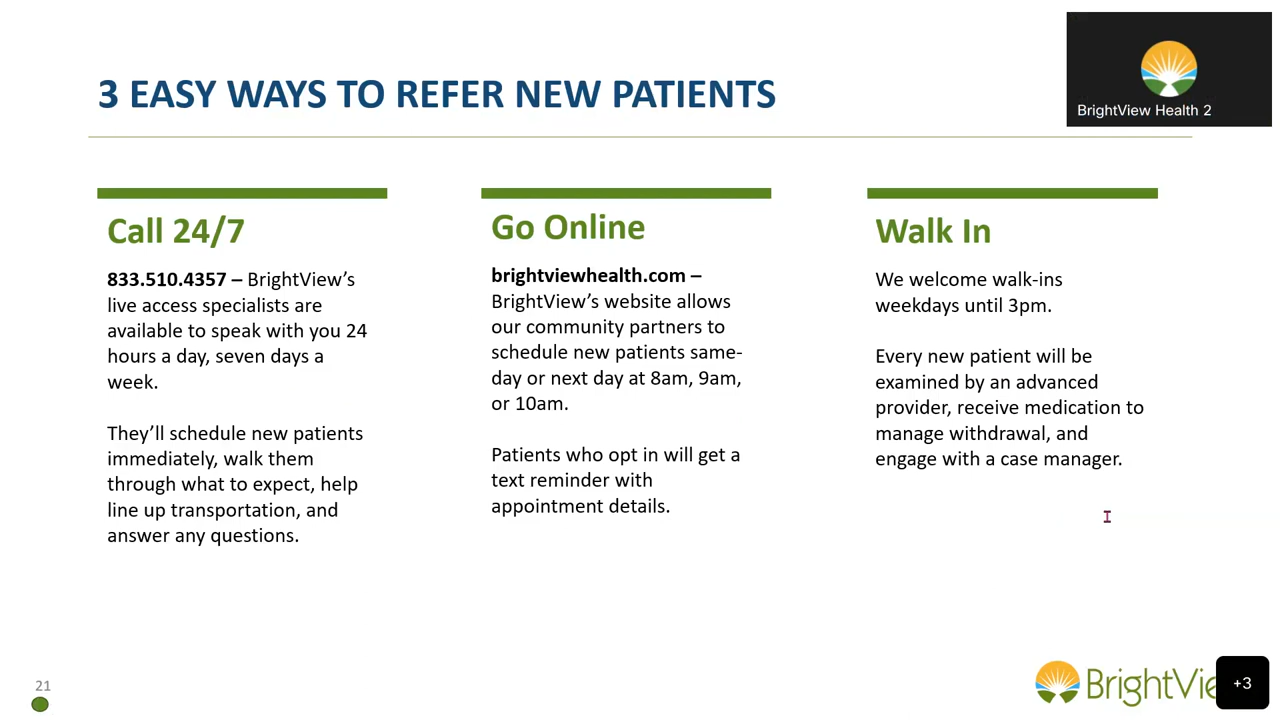 BrightView Health 2
3 EASY WAYS TO REFER NEW PATIENTS
Call 24/7
833.510.4357 – BrightView’s
live access specialists are
available to speak with you 24
hours a day, seven days a
week.
They’ll schedule new patients
immediately, walk them
through what to expect, help
line up transportation, and
answer any questions.
Go Online
brightviewhealth.com –
BrightView’s website allows
our community partners to
schedule new patients same-
day or next day at 8am, 9am,
or 10am.
Patients who opt in will get a
text reminder with
appointment details.
Walk In
We welcome walk-ins
weekdays until 3pm.
Every new patient will be
examined by an advanced
provider, receive medication to
manage withdrawal, and
engage with a case manager.
21
BrightVie
+3